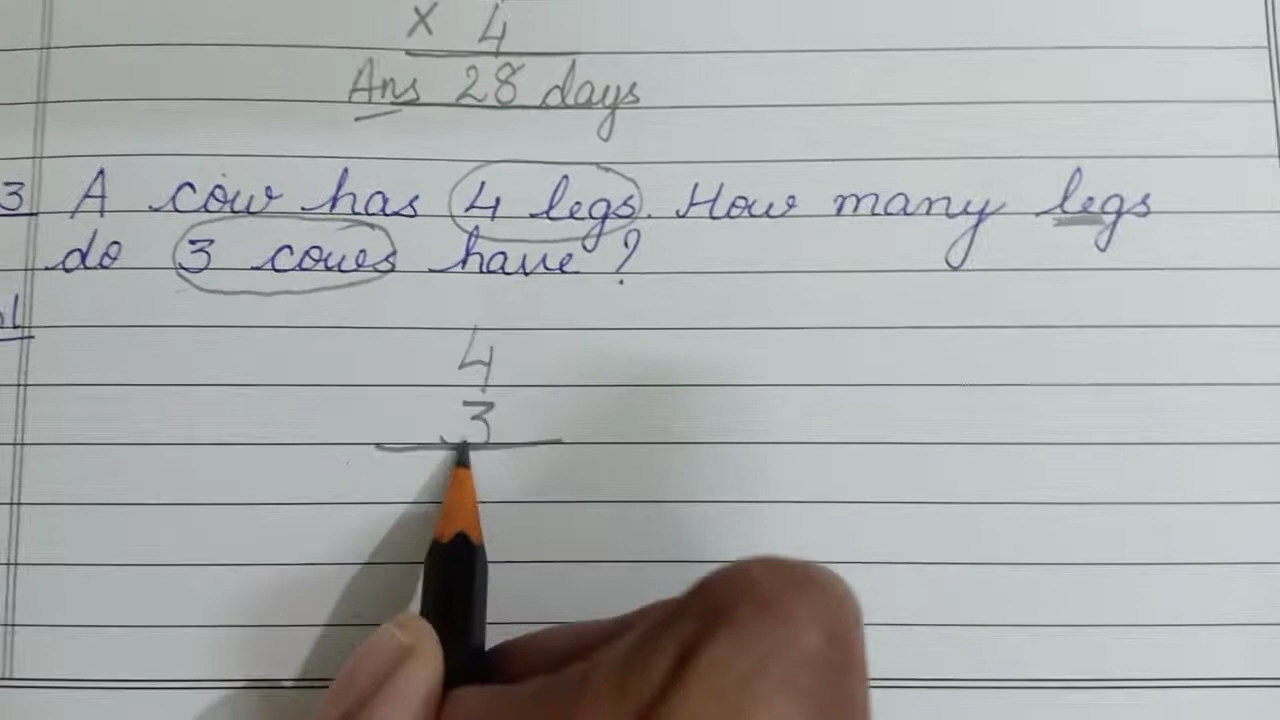 × 4
Ans 28 days
3 A cow has 4 legs. How many legs
do 3 cows have?
4
3